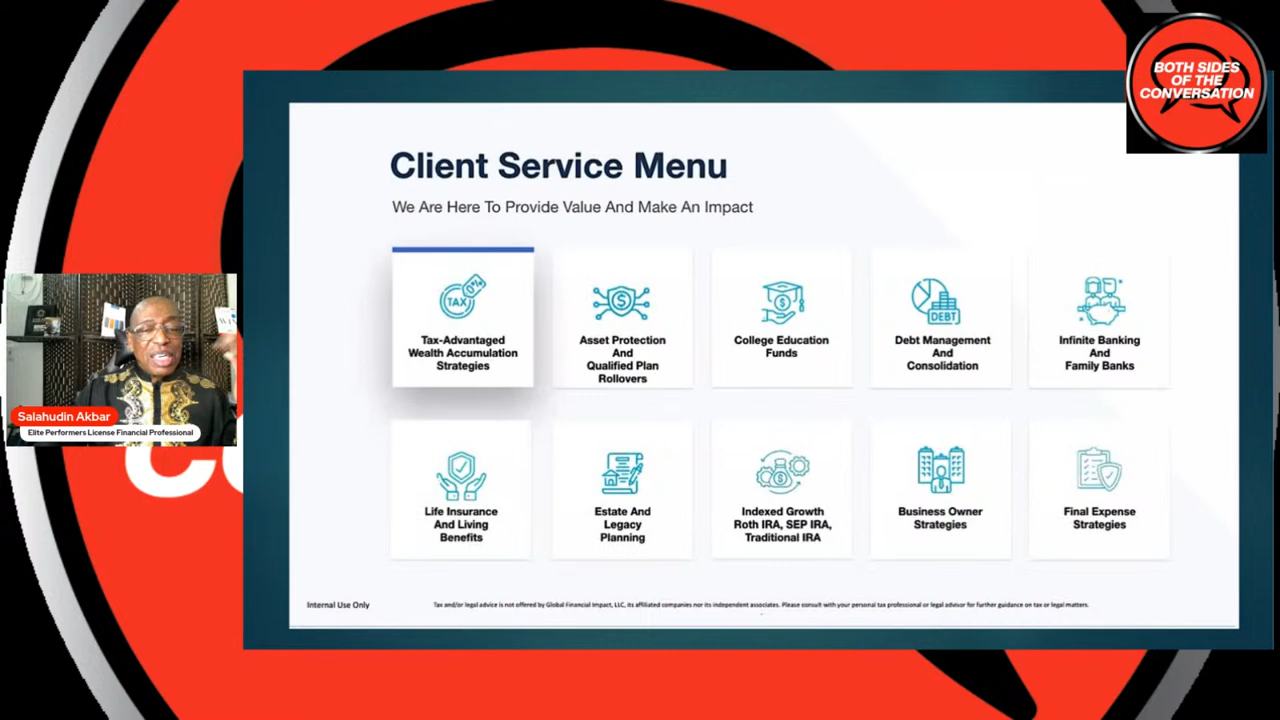 BOTH SIDES
OF THE
CONVERSATION
Client Service Menu
We Are Here To Provide Value And Make An Impact
TAX
0%
Tax-Advantaged
Wealth Accumulation
Strategies
Asset Protection
And
Qualified Plan
Rollovers
College Education
Funds
DEBT
Debt Management
And
Consolidation
Infinite Banking
And
Family Banks
Salahudin Akbar
Elite Performers License Financial Professional
Life Insurance
And Living
Benefits
Estate And
Legacy
Planning
Indexed Growth
Roth IRA, SEP IRA,
Traditional IRA
Business Owner
Strategies
Final Expense
Strategies
Internal Use Only
Tax and/or legal advice is not offered by Global Financial Impact, LLC, its affiliated companies nor its independent associates. Please consult with your personal tax professional or legal advisor for further guidance on tax or legal matters.